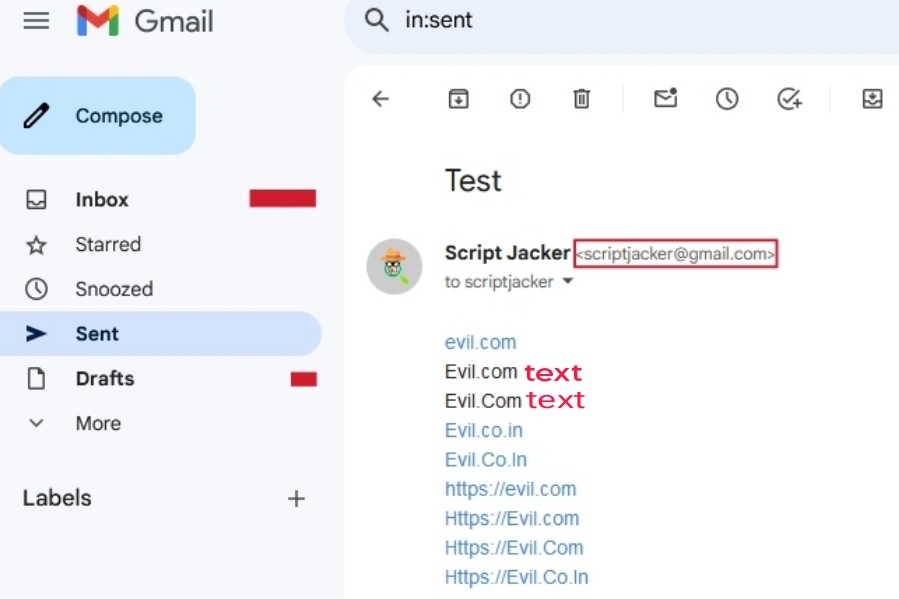 Gmail
in:sent
Compose
Inbox
Starred
Snoozed
Sent
Drafts
More
Labels
Test
Script Jacker <scriptjacker@gmail.com>
to scriptjacker
evil.com
Evil.com text
Evil.Com text
Evil.co.in
Evil.Co.In
https://evil.com
Https://Evil.com
Https://Evil.Com
Https://Evil.Co.In